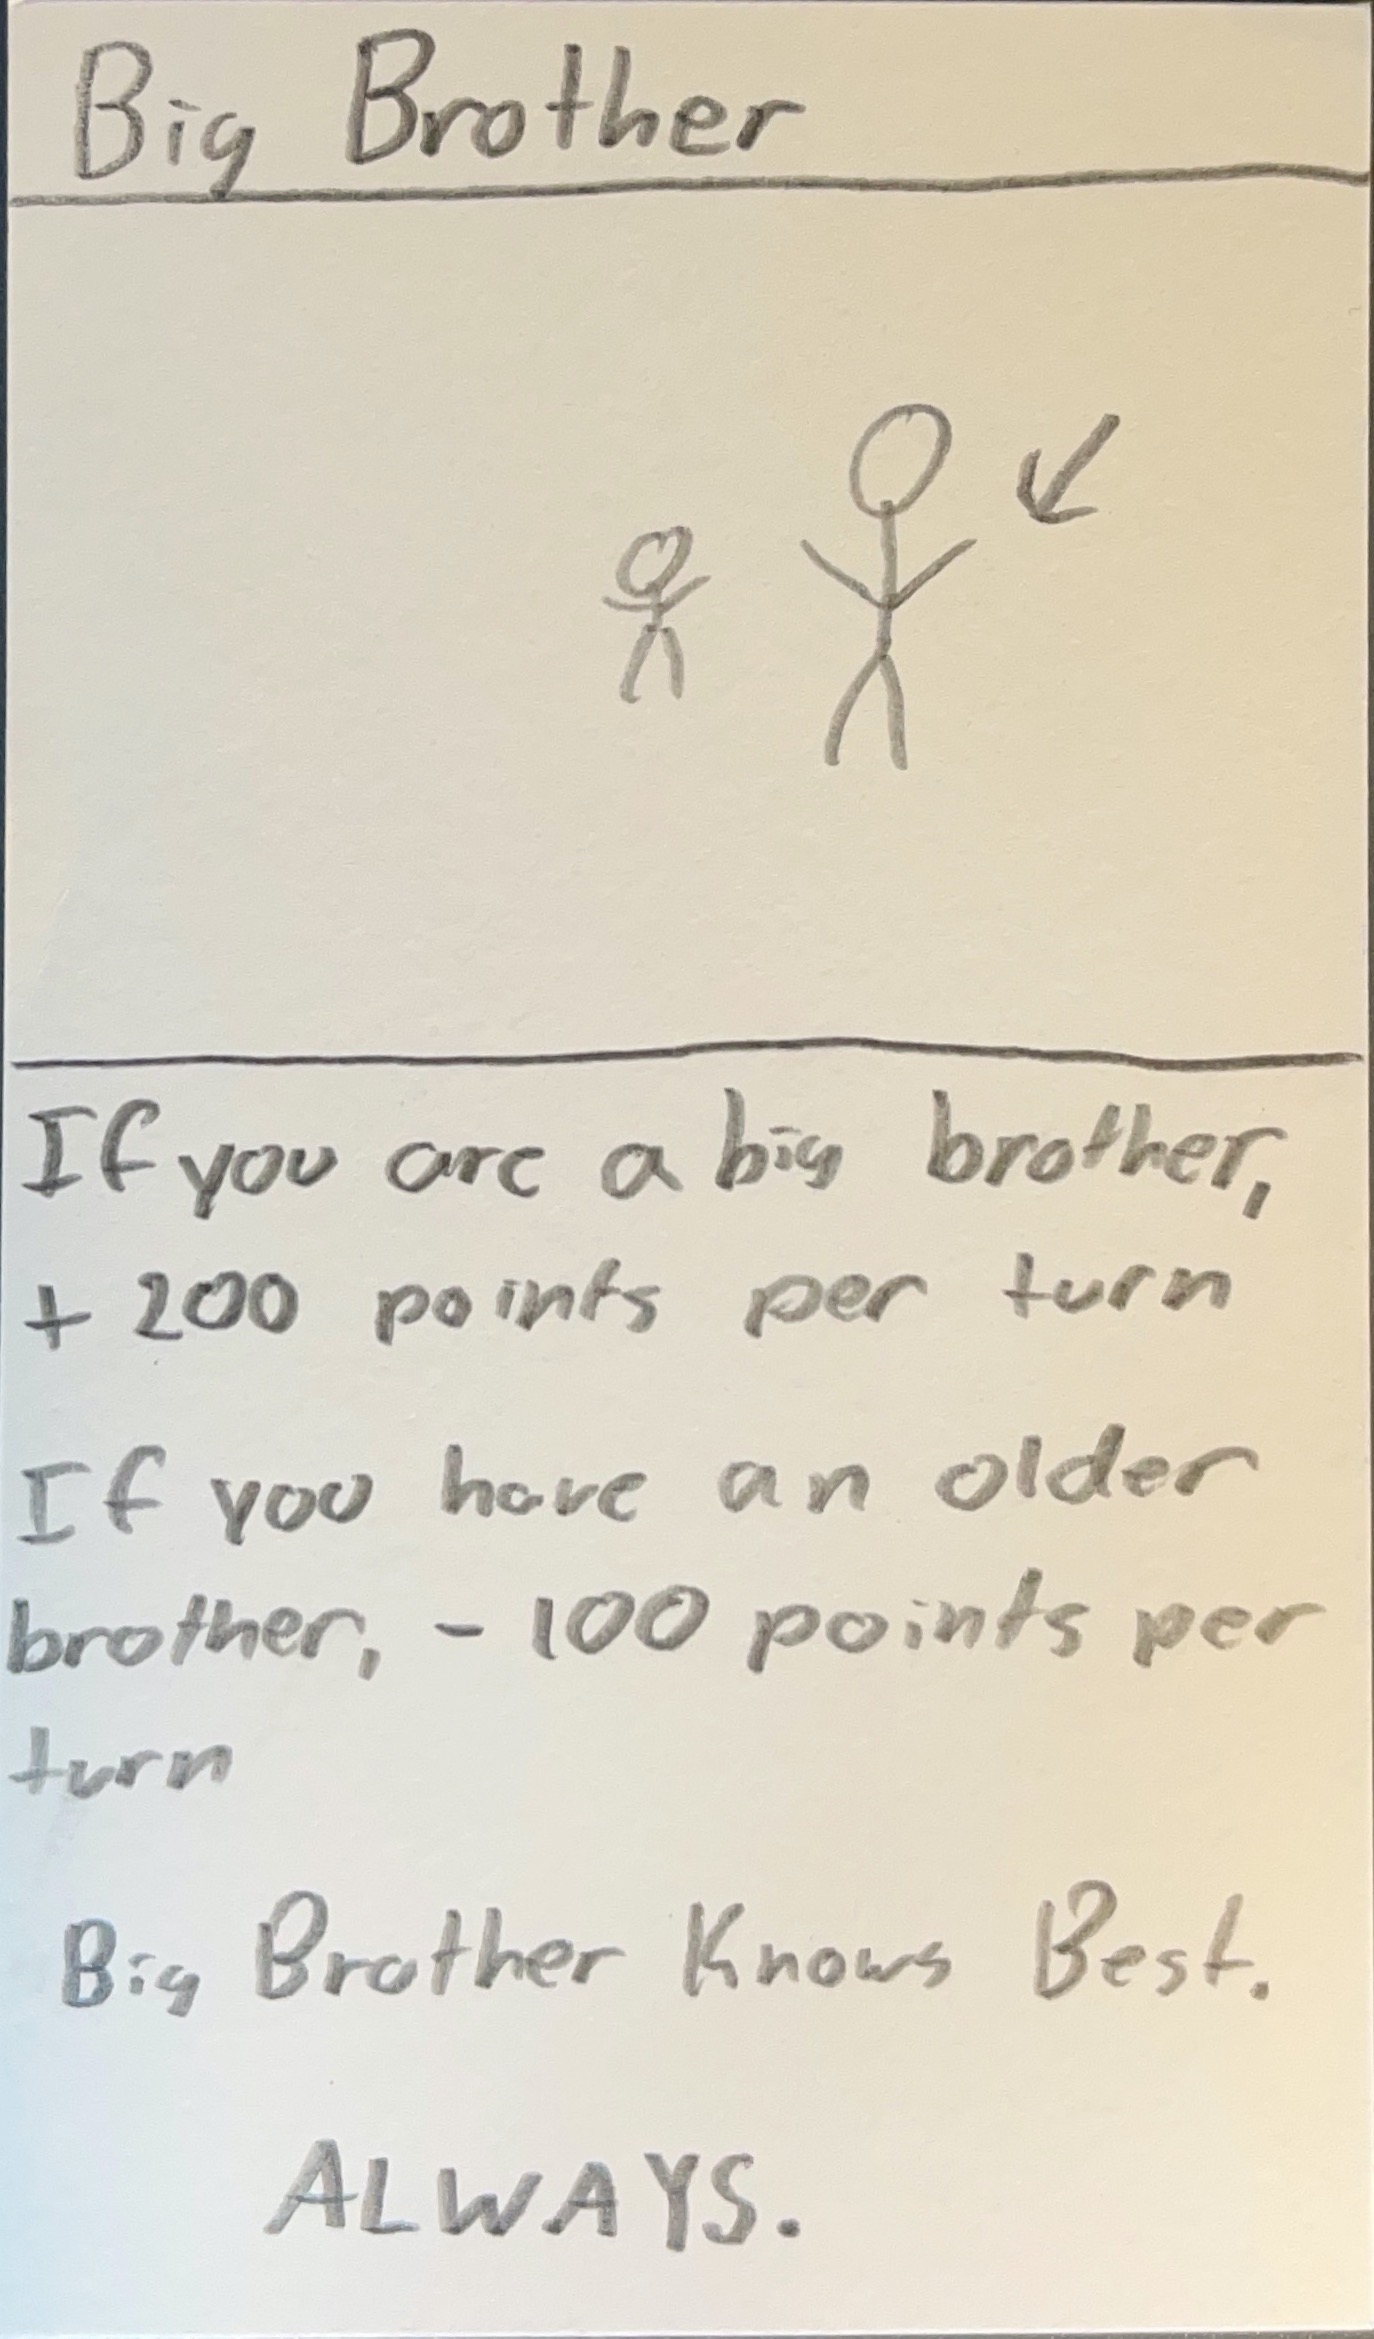 Big Brother
If you are a big brother,
+ 200 points per turn
If you have an older
brother, - 100 points per
turn
Big Brother Knows Best.
ALWAYS.